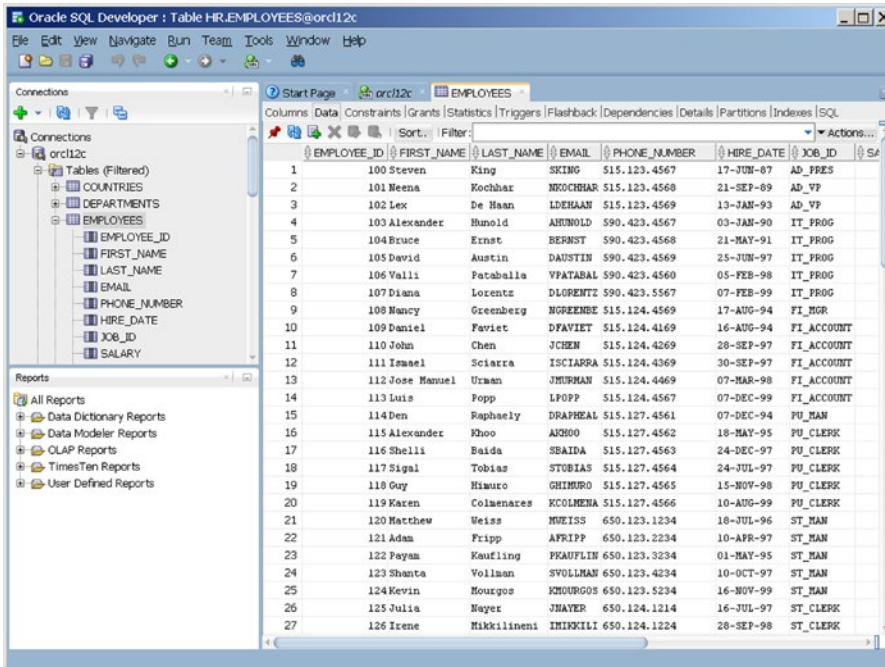 Oracle SQL Developer : Table HR.EMPLOYEES@orcl12c
File Edit View Navigate Run Team Tools Window Help
Connections
Connections
orcl12c
Tables (Filtered)
COUNTRIES
DEPARTMENTS
EMPLOYEES
EMPLOYEE_ID
FIRST_NAME
LAST_NAME
EMAIL
PHONE_NUMBER
HIRE_DATE
JOB_ID
SALARY
Reports
All Reports
Data Dictionary Reports
Data Modeler Reports
OLAP Reports
TimesTen Reports
User Defined Reports
Start Page orcl12c EMPLOYEES
Columns Data Constraints Grants Statistics Triggers Flashback Dependencies Details Partitions Indexes SQL
Sort.. Filter: Actions...
EMPLOYEE_ID FIRST_NAME LAST_NAME EMAIL PHONE_NUMBER HIRE_DATE JOB_ID SA
1 100 Steven King SKING 515.123.4567 17-JUN-87 AD_PRES
2 101 Neena Kochhar NKOCHHAR 515.123.4568 21-SEP-89 AD_VP
3 102 Lex De Haan LDEHAAN 515.123.4569 13-JAN-93 AD_VP
4 103 Alexander Hunold AHUNOLD 590.423.4567 03-JAN-90 IT_PROG
5 104 Bruce Ernst BERNST 590.423.4568 21-MAY-91 IT_PROG
6 105 David Austin DAUSTIN 590.423.4569 25-JUN-97 IT_PROG
7 106 Valli Pataballa VPATABAL 590.423.4560 05-FEB-98 IT_PROG
8 107 Diana Lorentz DLORENTZ 590.423.5567 07-FEB-99 IT_PROG
9 108 Nancy Greenberg NGREENBE 515.124.4569 17-AUG-94 FI_MGR
10 109 Daniel Faviet DFAVIET 515.124.4169 16-AUG-94 FI_ACCOUNT
11 110 John Chen JCHEN 515.124.4269 28-SEP-97 FI_ACCOUNT
12 111 Ismael Sciarra ISCIARRA 515.124.4369 30-SEP-97 FI_ACCOUNT
13 112 Jose Manuel Urman JMURMAN 515.124.4469 07-MAR-98 FI_ACCOUNT
14 113 Luis Popp LPOPP 515.124.4567 07-DEC-99 FI_ACCOUNT
15 114 Den Raphaely DRAPHEAL 515.127.4561 07-DEC-94 PU_MAN
16 115 Alexander Khoo AKHOO 515.127.4562 18-MAY-95 PU_CLERK
17 116 Shelli Baida SBAIDA 515.127.4563 24-DEC-97 PU_CLERK
18 117 Sigal Tobias STOBIAS 515.127.4564 24-JUL-97 PU_CLERK
19 118 Guy Himuro GHIMURO 515.127.4565 15-NOV-98 PU_CLERK
20 119 Karen Colmenares KCOLMENA 515.127.4566 10-AUG-99 PU_CLERK
21 120 Matthew Weiss MWEISS 650.123.1234 18-JUL-96 ST_MAN
22 121 Adam Fripp AFRIPP 650.123.2234 10-APR-97 ST_MAN
23 122 Payam Kaufling PKAUFLIN 650.123.3234 01-MAY-95 ST_MAN
24 123 Shanta Vollman SVOLLMAN 650.123.4234 10-OCT-97 ST_MAN
25 124 Kevin Mourgos KMOURGOS 650.123.5234 16-NOV-99 ST_MAN
26 125 Julia Nayer JNAYER 650.124.1214 16-JUL-97 ST_CLERK
27 126 Irene Mikkilineni IMIKKILI 650.124.1224 28-SEP-98 ST_CLERK